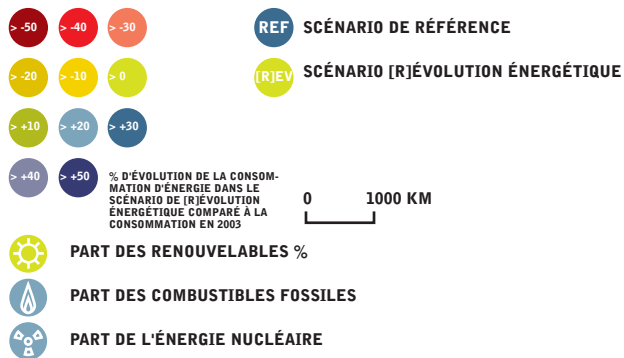 > -50 > -40 > -30
REF SCÉNARIO DE RÉFÉRENCE
> -20 > -10 > 0
[R]EV SCÉNARIO [R]ÉVOLUTION ÉNERGÉTIQUE
> +10 > +20 > +30
> +40 > +50
% D'ÉVOLUTION DE LA CONSOM-
MATION D'ÉNERGIE DANS LE
SCÉNARIO DE [R]ÉVOLUTION
ÉNERGÉTIQUE COMPARÉ À LA
CONSOMMATION EN 2003
0 1000 KM
PART DES RENOUVELABLES %
PART DES COMBUSTIBLES FOSSILES
PART DE L'ÉNERGIE NUCLÉAIRE